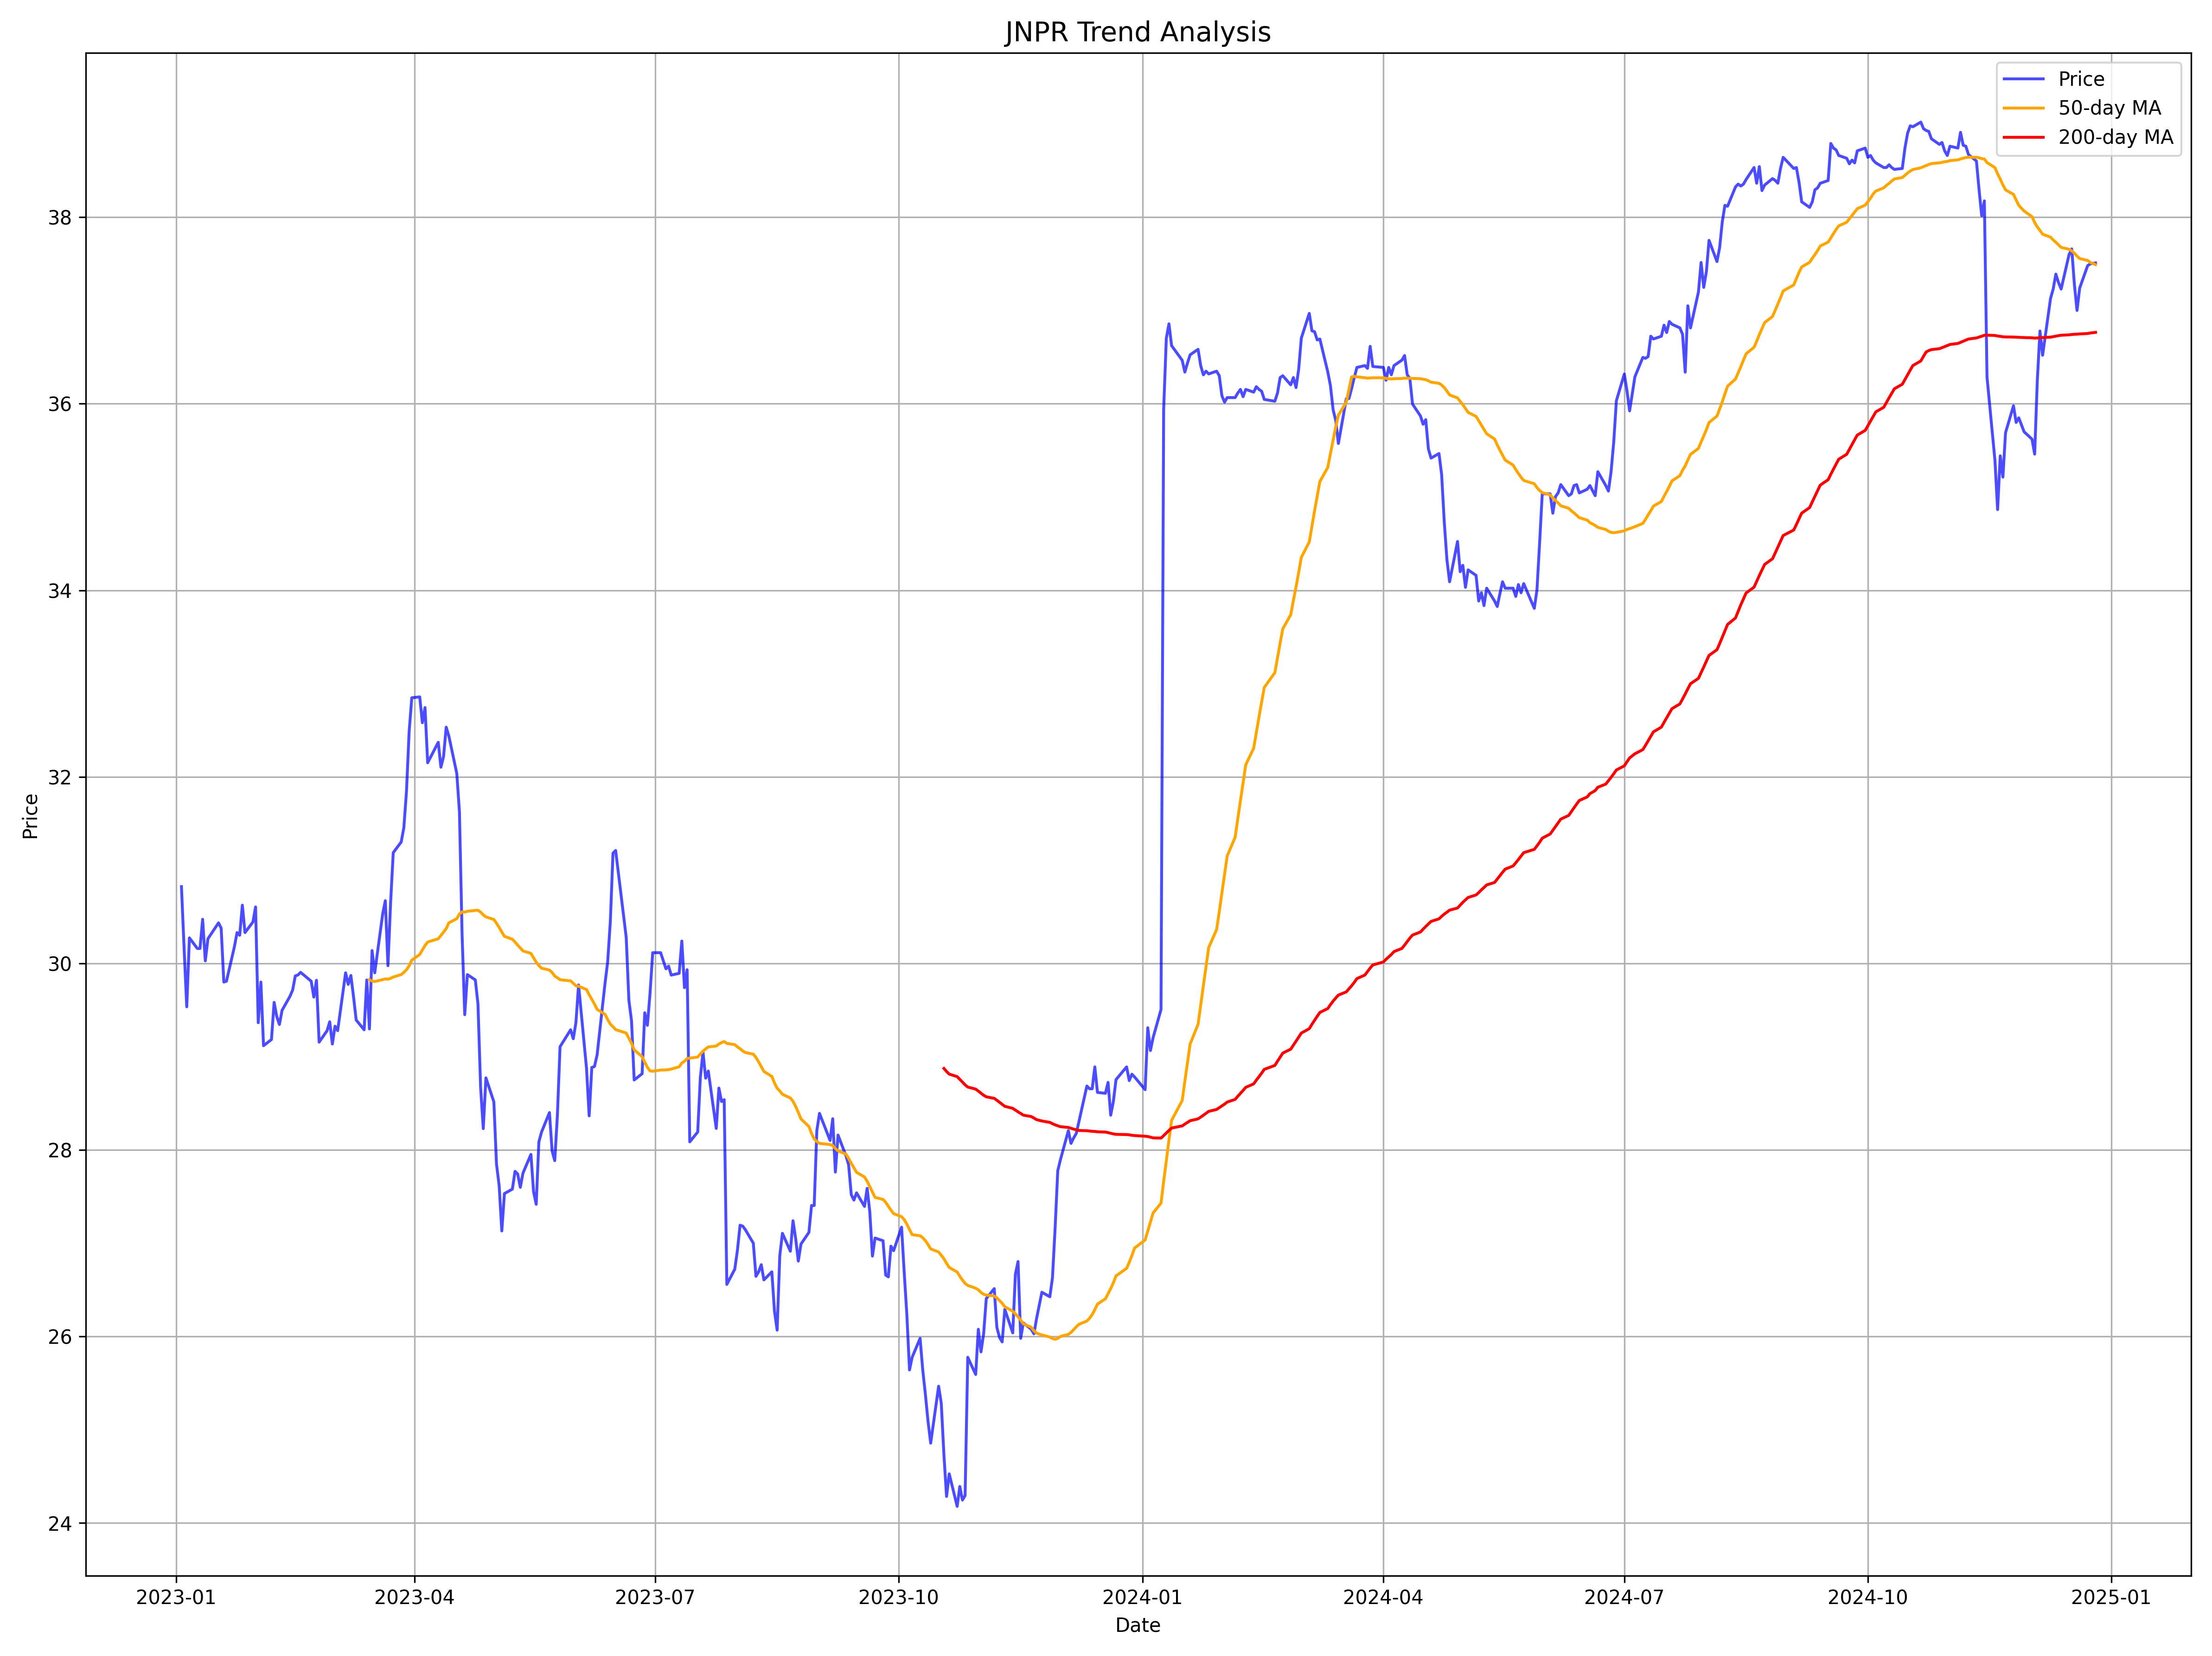 JNPR Trend Analysis
Price
50-day MA
200-day MA
38
36
34
32
30
28
26
24
Price
2023-01
2023-04
2023-07
2023-10
2024-01
2024-04
2024-07
2024-10
2025-01
Date